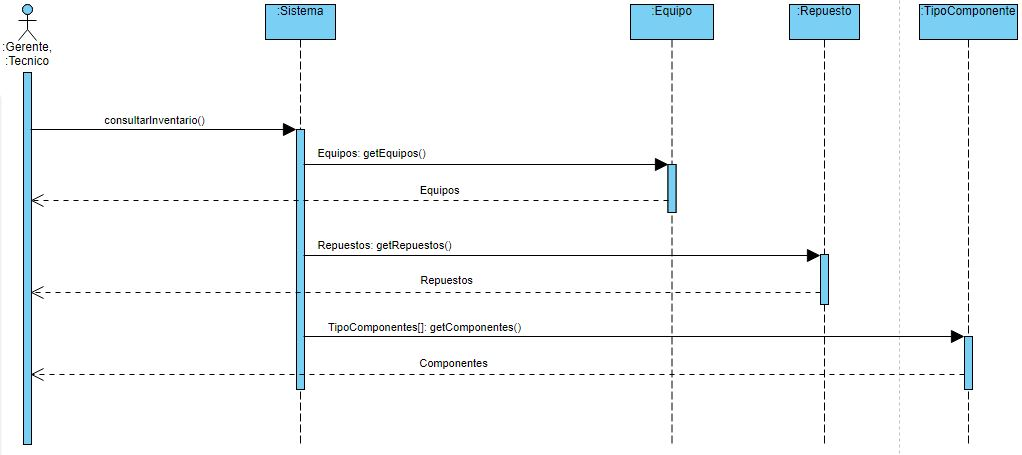 :Sistema
:Equipo
:Repuesto
:TipoComponente
:Gerente,
:Tecnico
consultarInventario()
Equipos: getEquipos()
Equipos
Repuestos: getRepuestos()
Repuestos
TipoComponentes[]: getComponentes()
Componentes